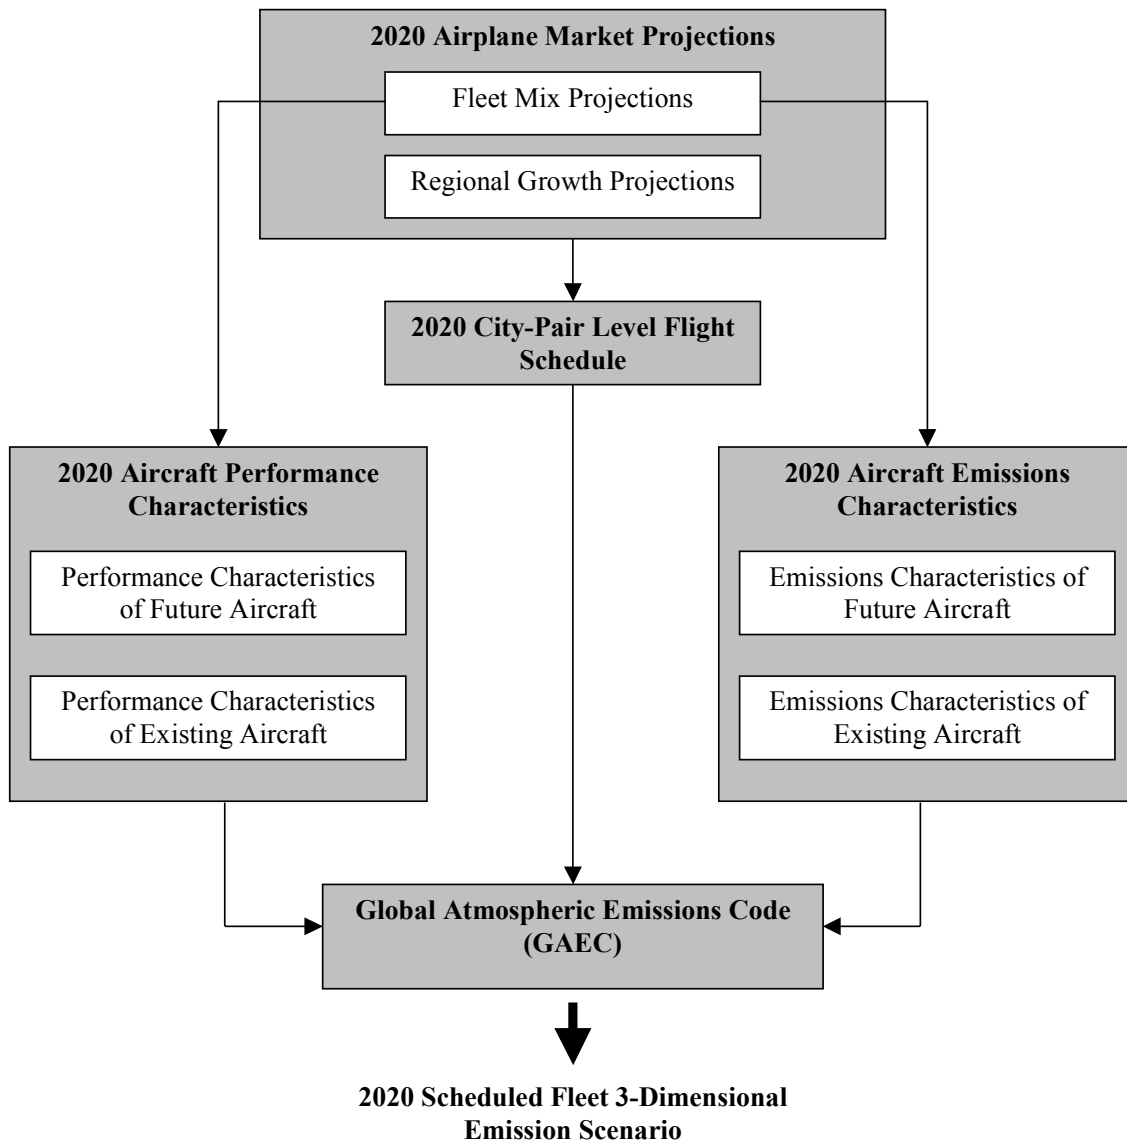 2020 Airplane Market Projections
Fleet Mix Projections
Regional Growth Projections
2020 City-Pair Level Flight
Schedule
2020 Aircraft Performance
Characteristics
Performance Characteristics
of Future Aircraft
Performance Characteristics
of Existing Aircraft
2020 Aircraft Emissions
Characteristics
Emissions Characteristics of
Future Aircraft
Emissions Characteristics of
Existing Aircraft
Global Atmospheric Emissions Code
(GAEC)
2020 Scheduled Fleet 3-Dimensional
Emission Scenario